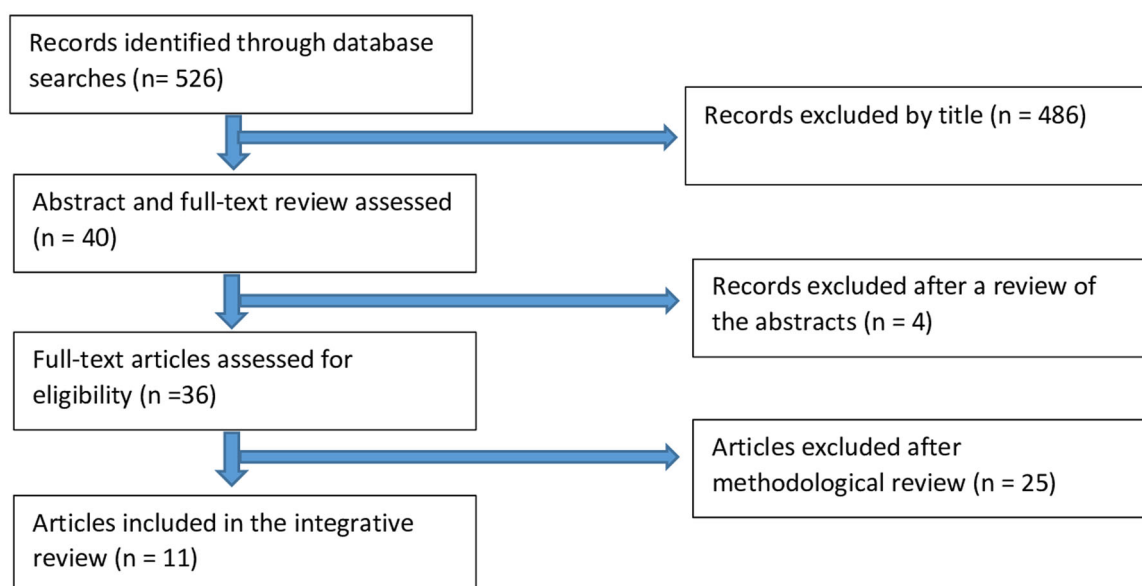 Records identified through database
searches (n= 526)
Records excluded by title (n = 486)
Abstract and full-text review assessed
(n = 40)
Records excluded after a review of
the abstracts (n = 4)
Full-text articles assessed for
eligibility (n =36)
Articles excluded after
methodological review (n = 25)
Articles included in the integrative
review (n = 11)